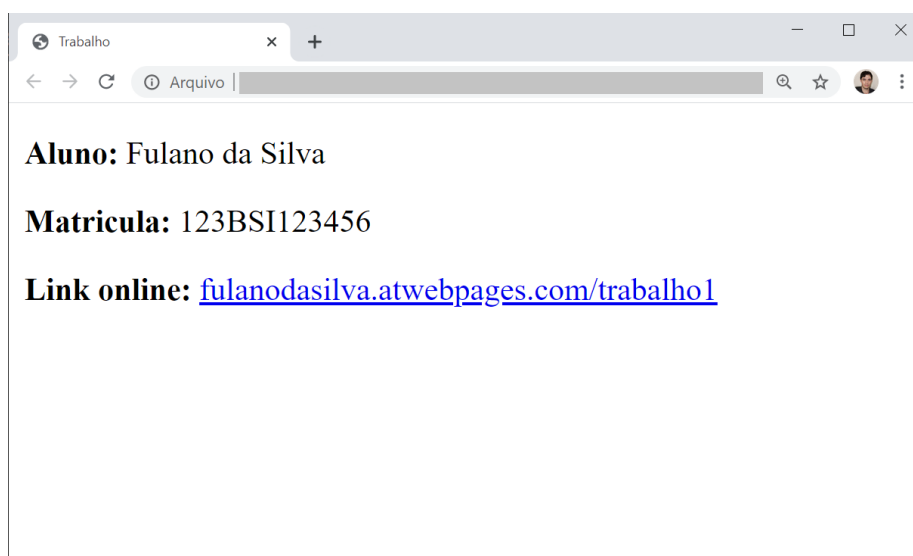 Trabalho
Arquivo
Aluno: Fulano da Silva
Matricula: 123BSI123456
Link online: fulanodasilva.atwebpages.com/trabalho1